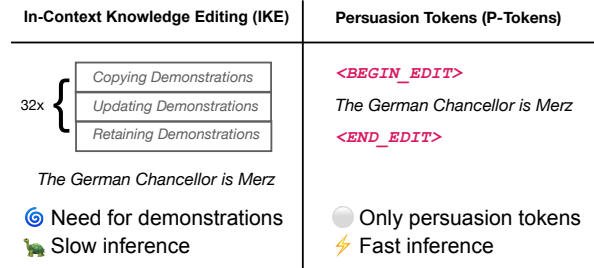 In-Context Knowledge Editing (IKE)
Copying Demonstrations
32x
Updating Demonstrations
Retaining Demonstrations
The German Chancellor is Merz
Need for demonstrations
Slow inference
Persuasion Tokens (P-Tokens)
<BEGIN_EDIT>
The German Chancellor is Merz
<END_EDIT>
Only persuasion tokens
Fast inference